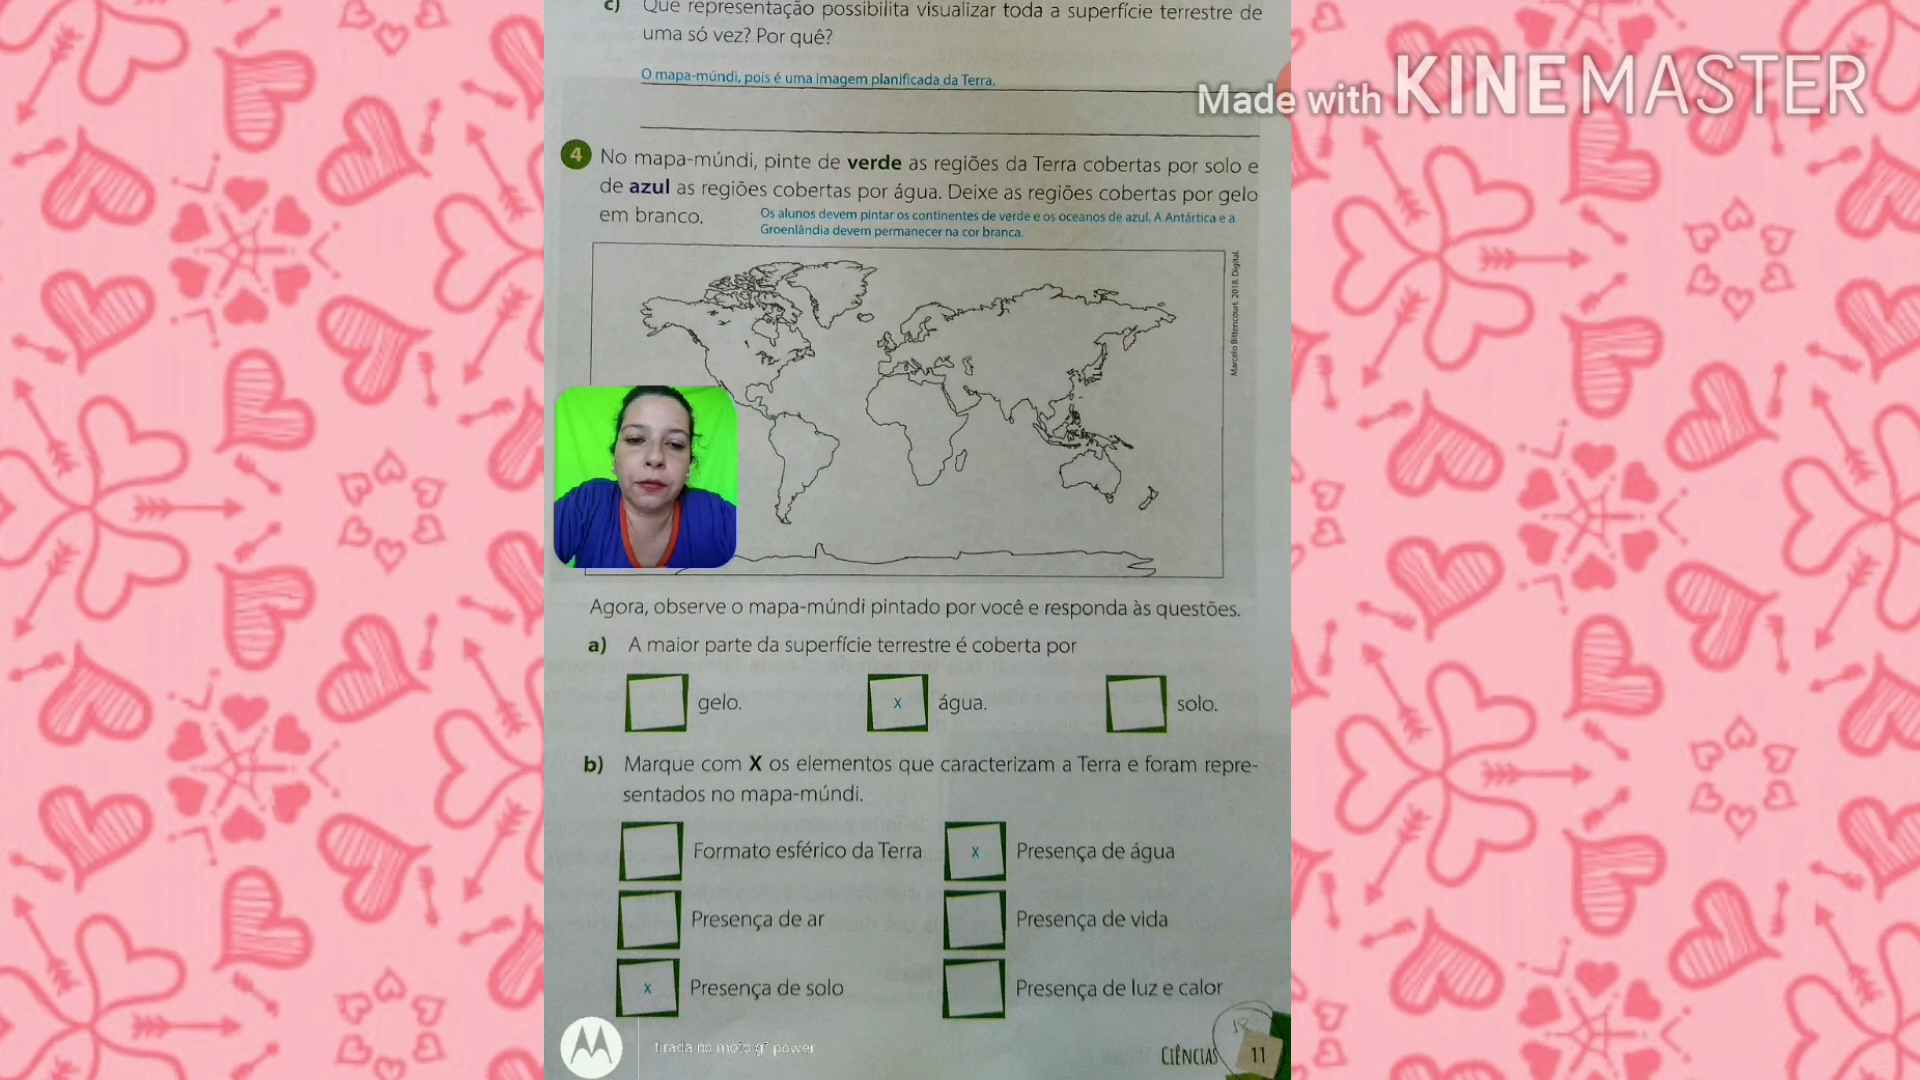 c) Que representação possibilita visualizar toda a superfície terrestre de
uma só vez? Por quê?
O mapa-múndi, pois é uma imagem planificada da Terra.
Made with KINEMASTER
4 No mapa-múndi, pinte de verde as regiões da Terra cobertas por solo e
de azul as regiões cobertas por água. Deixe as regiões cobertas por gelo
em branco.
Os alunos devem pintar os continentes de verde e os oceanos de azul. A Antártica e a
Groenlândia devem permanecer na cor branca.
Marcelo Bittencourt. 2018. Digital.
Agora, observe o mapa-múndi pintado por você e responda às questões.
a) A maior parte da superfície terrestre é coberta por
gelo. x água. solo.
b) Marque com X os elementos que caracterizam a Terra e foram repre-
sentados no mapa-múndi.
Formato esférico da Terra x Presença de água
Presença de ar Presença de vida
x Presença de solo Presença de luz e calor
18
tirada no moto g⁸ power
CIÊNCIAS 11